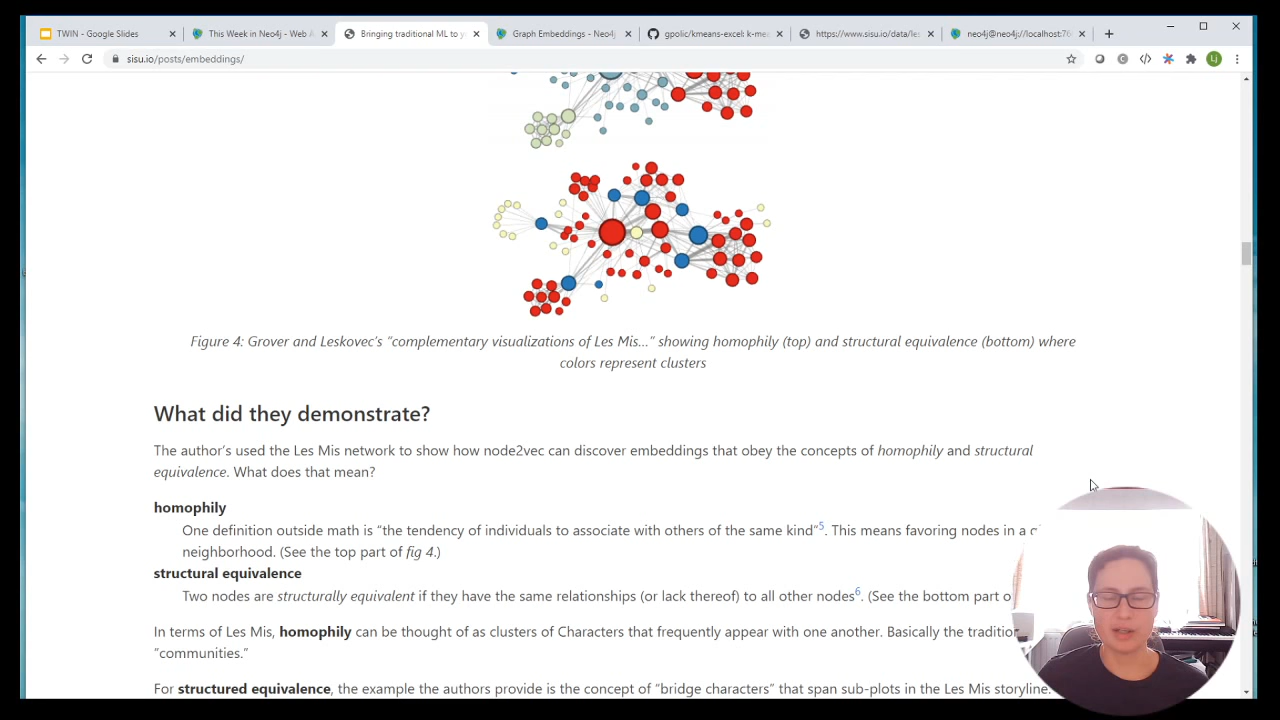 TWIN - Google Slides
This Week in Neo4j - Web A
Bringing traditional ML to y
Graph Embeddings - Neo4j
gpolic/kmeans-excel: k-mea
https://www.sisu.io/data/les
neo4j@neo4j://localhost:76
sisu.io/posts/embeddings/
Lj
Figure 4: Grover and Leskovec's “complementary visualizations of Les Mis…” showing homophily (top) and structural equivalence (bottom) where
colors represent clusters
What did they demonstrate?
The author's used the Les Mis network to show how node2vec can discover embeddings that obey the concepts of homophily and structural
equivalence. What does that mean?
homophily
One definition outside math is “the tendency of individuals to associate with others of the same kind”5. This means favoring nodes in a
neighborhood. (See the top part of fig 4.)
structural equivalence
Two nodes are structurally equivalent if they have the same relationships (or lack thereof) to all other nodes6. (See the bottom part o
In terms of Les Mis, homophily can be thought of as clusters of Characters that frequently appear with one another. Basically the tradition
“communities.”
For structured equivalence, the example the authors provide is the concept of “bridge characters” that span sub-plots in the Les Mis storyline.